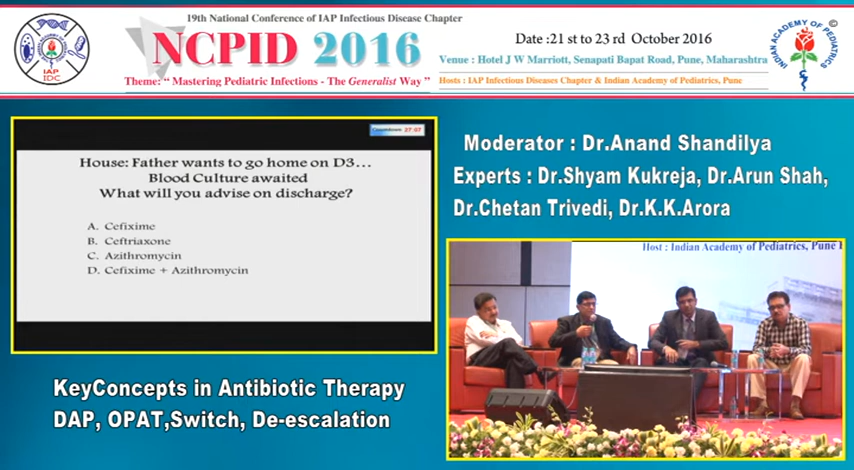 19th National Conference of IAP Infectious Disease Chapter
NCPID 2016
Theme: “ Mastering Pediatric Infections - The Generalist Way ”
Date :21 st to 23 rd October 2016
Venue : Hotel J W Marriott, Senapati Bapat Road, Pune, Maharashtra
Hosts : IAP Infectious Diseases Chapter & Indian Academy of Pediatrics, Pune
IAP
IDC
INDIAN ACADEMY OF PEDIATRICS
©
Countdown 27:07
House: Father wants to go home on D3...
Blood Culture awaited
What will you advise on discharge?
A. Cefixime
B. Ceftriaxone
C. Azithromycin
D. Cefixime + Azithromycin
Moderator : Dr.Anand Shandilya
Experts : Dr.Shyam Kukreja, Dr.Arun Shah,
Dr.Chetan Trivedi, Dr.K.K.Arora
Host : Indian Academy of Pediatrics, Pune
KeyConcepts in Antibiotic Therapy
DAP, OPAT,Switch, De-escalation